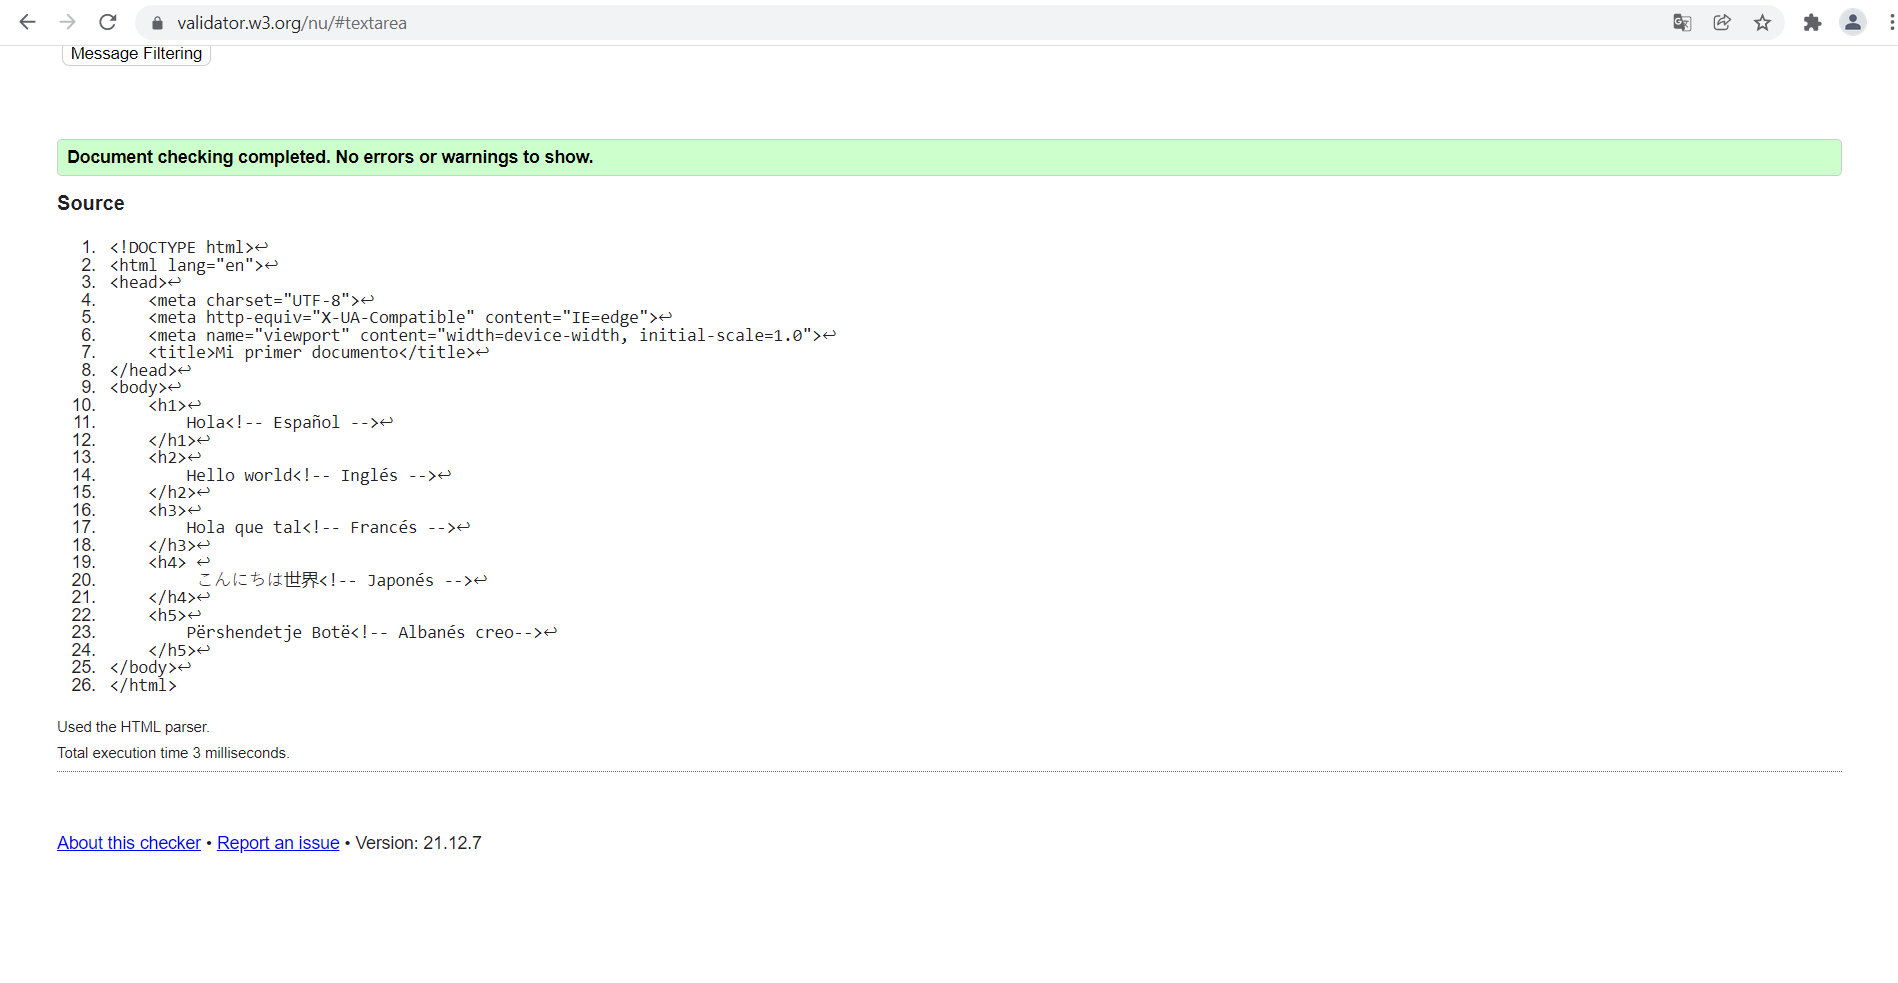 validator.w3.org/nu/#textarea
Message Filtering
Document checking completed. No errors or warnings to show.
Source
1. <!DOCTYPE html>↩
2. <html lang="en">↩
3. <head>↩
4.     <meta charset="UTF-8">↩
5.     <meta http-equiv="X-UA-Compatible" content="IE=edge">↩
6.     <meta name="viewport" content="width=device-width, initial-scale=1.0">↩
7.     <title>Mi primer documento</title>↩
8. </head>↩
9. <body>↩
10.     <h1>↩
11.         Hola<!-- Español -->↩
12.     </h1>↩
13.     <h2>↩
14.         Hello world<!-- Inglés -->↩
15.     </h2>↩
16.     <h3>↩
17.         Hola que tal<!-- Francés -->↩
18.     </h3>↩
19.     <h4> ↩
20.         こんにちは世界<!-- Japonés -->↩
21.     </h4>↩
22.     <h5>↩
23.         Përshendetje Botë<!-- Albanés creo-->↩
24.     </h5>↩
25. </body>↩
26. </html>
Used the HTML parser.
Total execution time 3 milliseconds.
About this checker • Report an issue • Version: 21.12.7